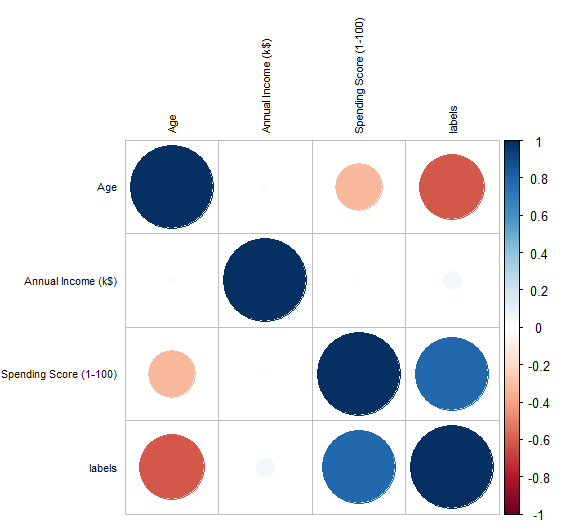 Age
Annual Income (k$)
Spending Score (1-100)
labels
Age
Annual Income (k$)
Spending Score (1-100)
labels
1
0.8
0.6
0.4
0.2
0
-0.2
-0.4
-0.6
-0.8
-1